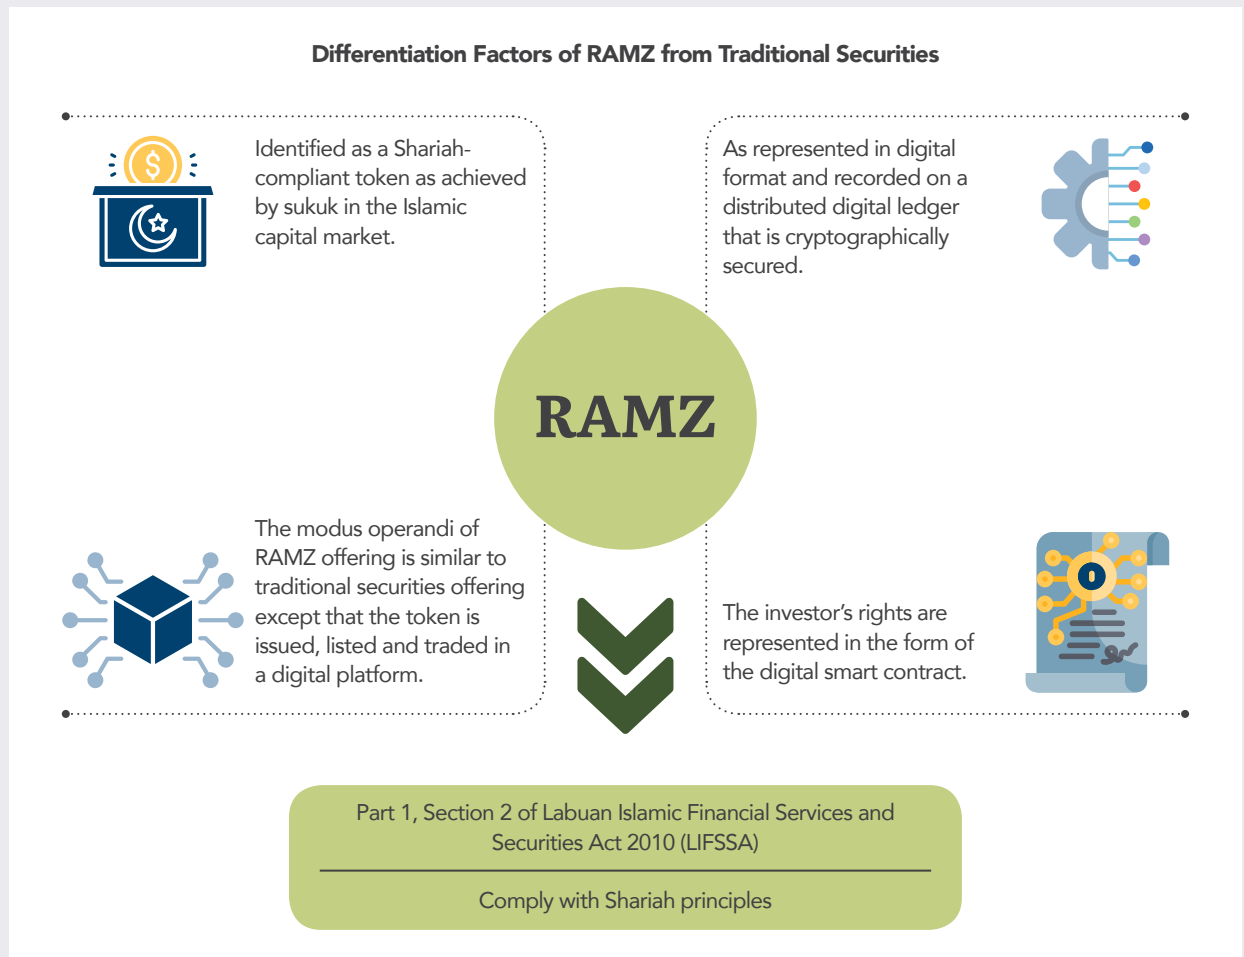 Differentiation Factors of RAMZ from Traditional Securities
Identified as a Shariah-
compliant token as achieved
by sukuk in the Islamic
capital market.
As represented in digital
format and recorded on a
distributed digital ledger
that is cryptographically
secured.
RAMZ
The modus operandi of
RAMZ offering is similar to
traditional securities offering
except that the token is
issued, listed and traded in
a digital platform.
The investor’s rights are
represented in the form of
the digital smart contract.
Part 1, Section 2 of Labuan Islamic Financial Services and
Securities Act 2010 (LIFSSA)
Comply with Shariah principles